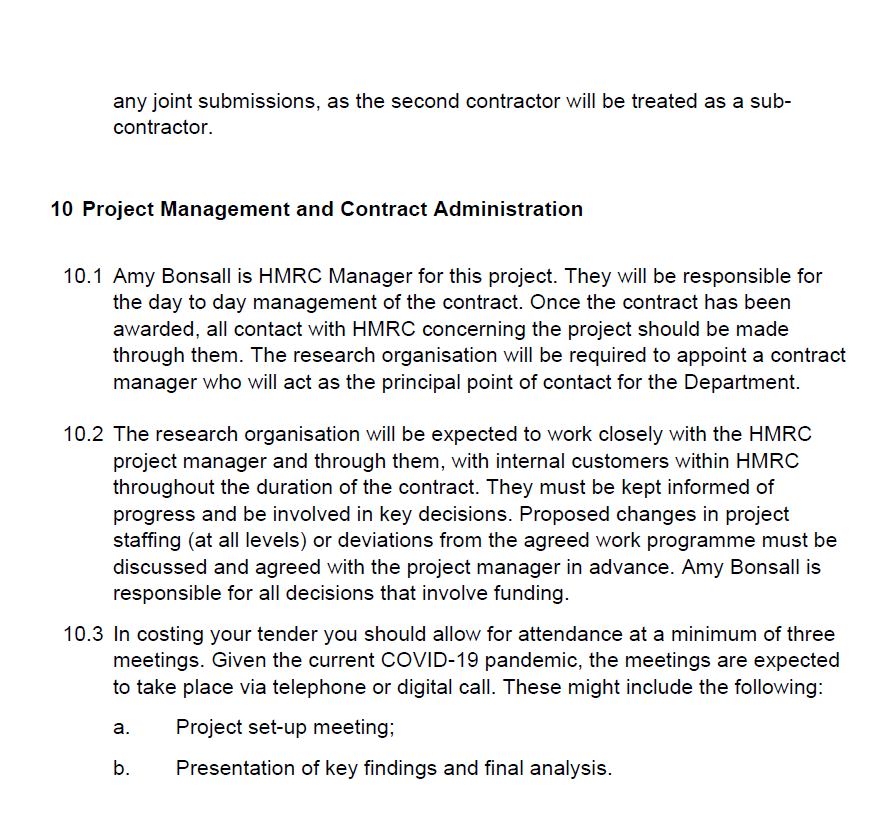 any joint submissions, as the second contractor will be treated as a sub-
contractor.
10 Project Management and Contract Administration
10.1 Amy Bonsall is HMRC Manager for this project. They will be responsible for
the day to day management of the contract. Once the contract has been
awarded, all contact with HMRC concerning the project should be made
through them. The research organisation will be required to appoint a contract
manager who will act as the principal point of contact for the Department.
10.2 The research organisation will be expected to work closely with the HMRC
project manager and through them, with internal customers within HMRC
throughout the duration of the contract. They must be kept informed of
progress and be involved in key decisions. Proposed changes in project
staffing (at all levels) or deviations from the agreed work programme must be
discussed and agreed with the project manager in advance. Amy Bonsall is
responsible for all decisions that involve funding.
10.3 In costing your tender you should allow for attendance at a minimum of three
meetings. Given the current COVID-19 pandemic, the meetings are expected
to take place via telephone or digital call. These might include the following:
a. Project set-up meeting;
b. Presentation of key findings and final analysis.